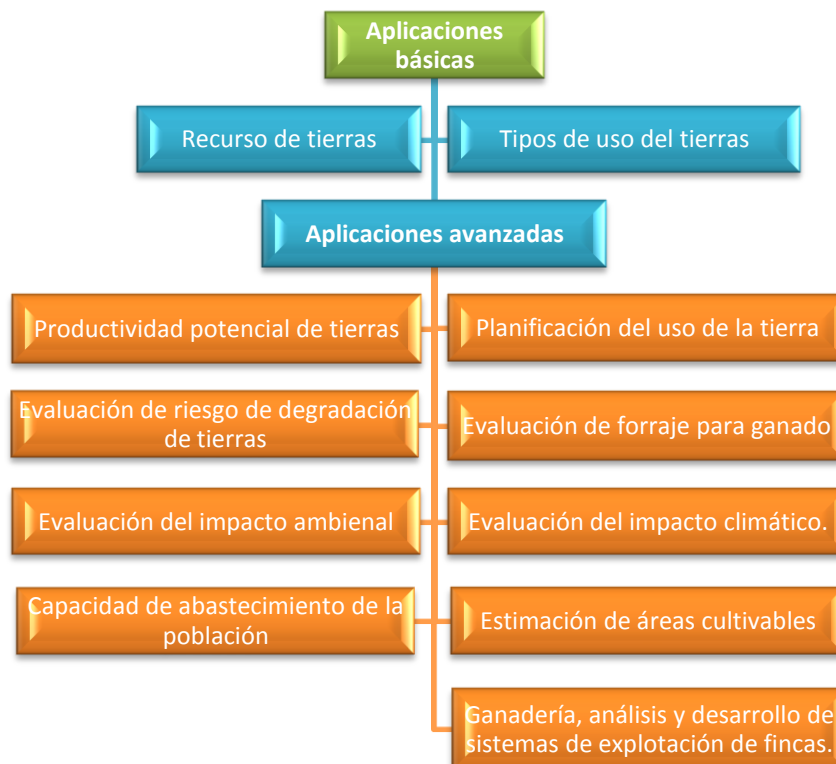 Aplicaciones
básicas
Recurso de tierras
Tipos de uso del tierras
Aplicaciones avanzadas
Productividad potencial de tierras
Planificación del uso de la tierra
Evaluación de riesgo de degradación
de tierras
Evaluación de forraje para ganado
Evaluación del impacto ambienal
Evaluación del impacto climático.
Capacidad de abastecimiento de la
población
Estimación de áreas cultivables
Ganadería, análisis y desarrollo de
sistemas de explotación de fincas.